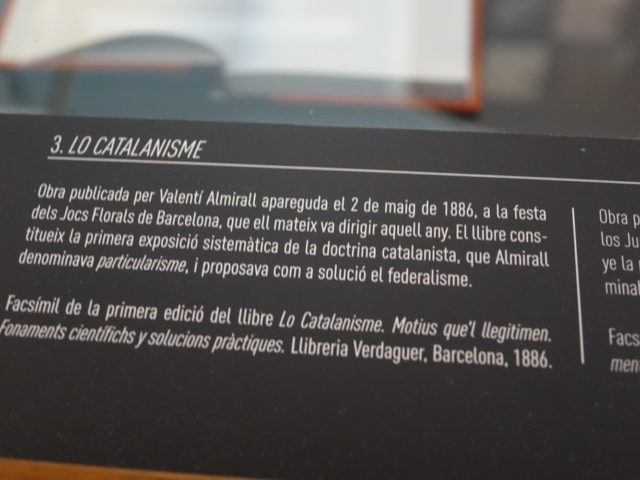 3. LO CATALANISME
Obra publicada per Valentí Almirall apareguda el 2 de maig de 1886, a la festa
dels Jocs Florals de Barcelona, que ell mateix va dirigir aquell any. El llibre cons-
titueix la primera exposició sistemàtica de la doctrina catalanista, que Almirall
denominava particularisme, i proposava com a solució el federalisme.
Facsímil de la primera edició del llibre Lo Catalanisme. Motius que'l llegitimen.
Fonaments científichs y solucions pràctiques. Llibreria Verdaguer, Barcelona, 1886.
Obra p
los Ju
ye la
minal
Facs
men